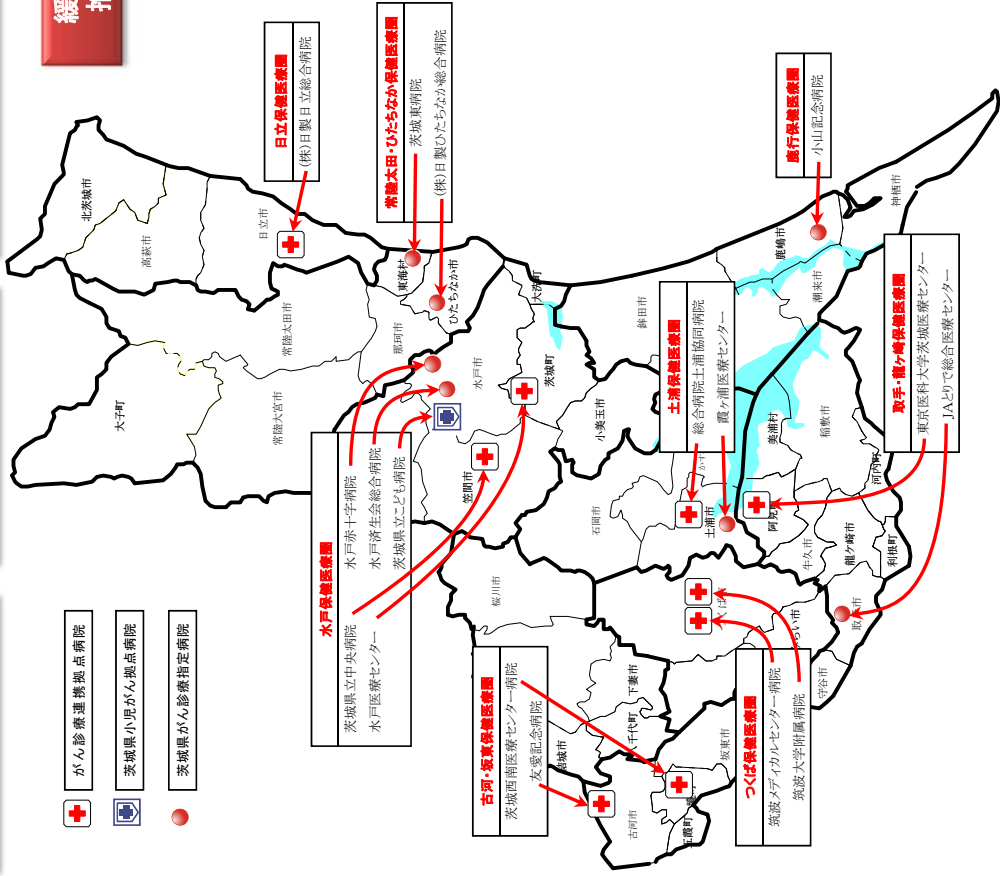 緩
がん診療連携拠点病院
茨城県小児がん拠点病院
茨城県がん診療指定病院
日立保健医療圏
(株)日製日立総合病院
常陸太田・ひたちなか保健医療圏
茨城東病院
(株)日製ひたちなか総合病院
水戸保健医療圏
水戸赤十字病院
水戸済生会総合病院
茨城県立こども病院
茨城県立中央病院
水戸医療センター
鹿行保健医療圏
小山記念病院
土浦保健医療圏
総合病院土浦協同病院
霞ヶ浦医療センター
取手・龍ヶ崎保健医療圏
東京医科大学茨城医療センター
JAとりで総合医療センター
古河・坂東保健医療圏
茨城西南医療センター病院
友愛記念病院
つくば保健医療圏
筑波メディカルセンター病院
筑波大学附属病院
北茨城市
高萩市
日立市
大子町
常陸太田市
常陸大宮市
那珂市
東海村
ひたちなか市
水戸市
大洗町
茨城町
笠間市
小美玉市
鉾田市
石岡市
かす
土浦市
桜川市
下妻市
八千代町
結城市
古河市
五霞町
坂東市
守谷市
らい市
取
市
牛久市
阿見
美浦村
稲敷市
龍ケ崎市
河内町
利根町
鹿嶋市
潮来市
神栖市